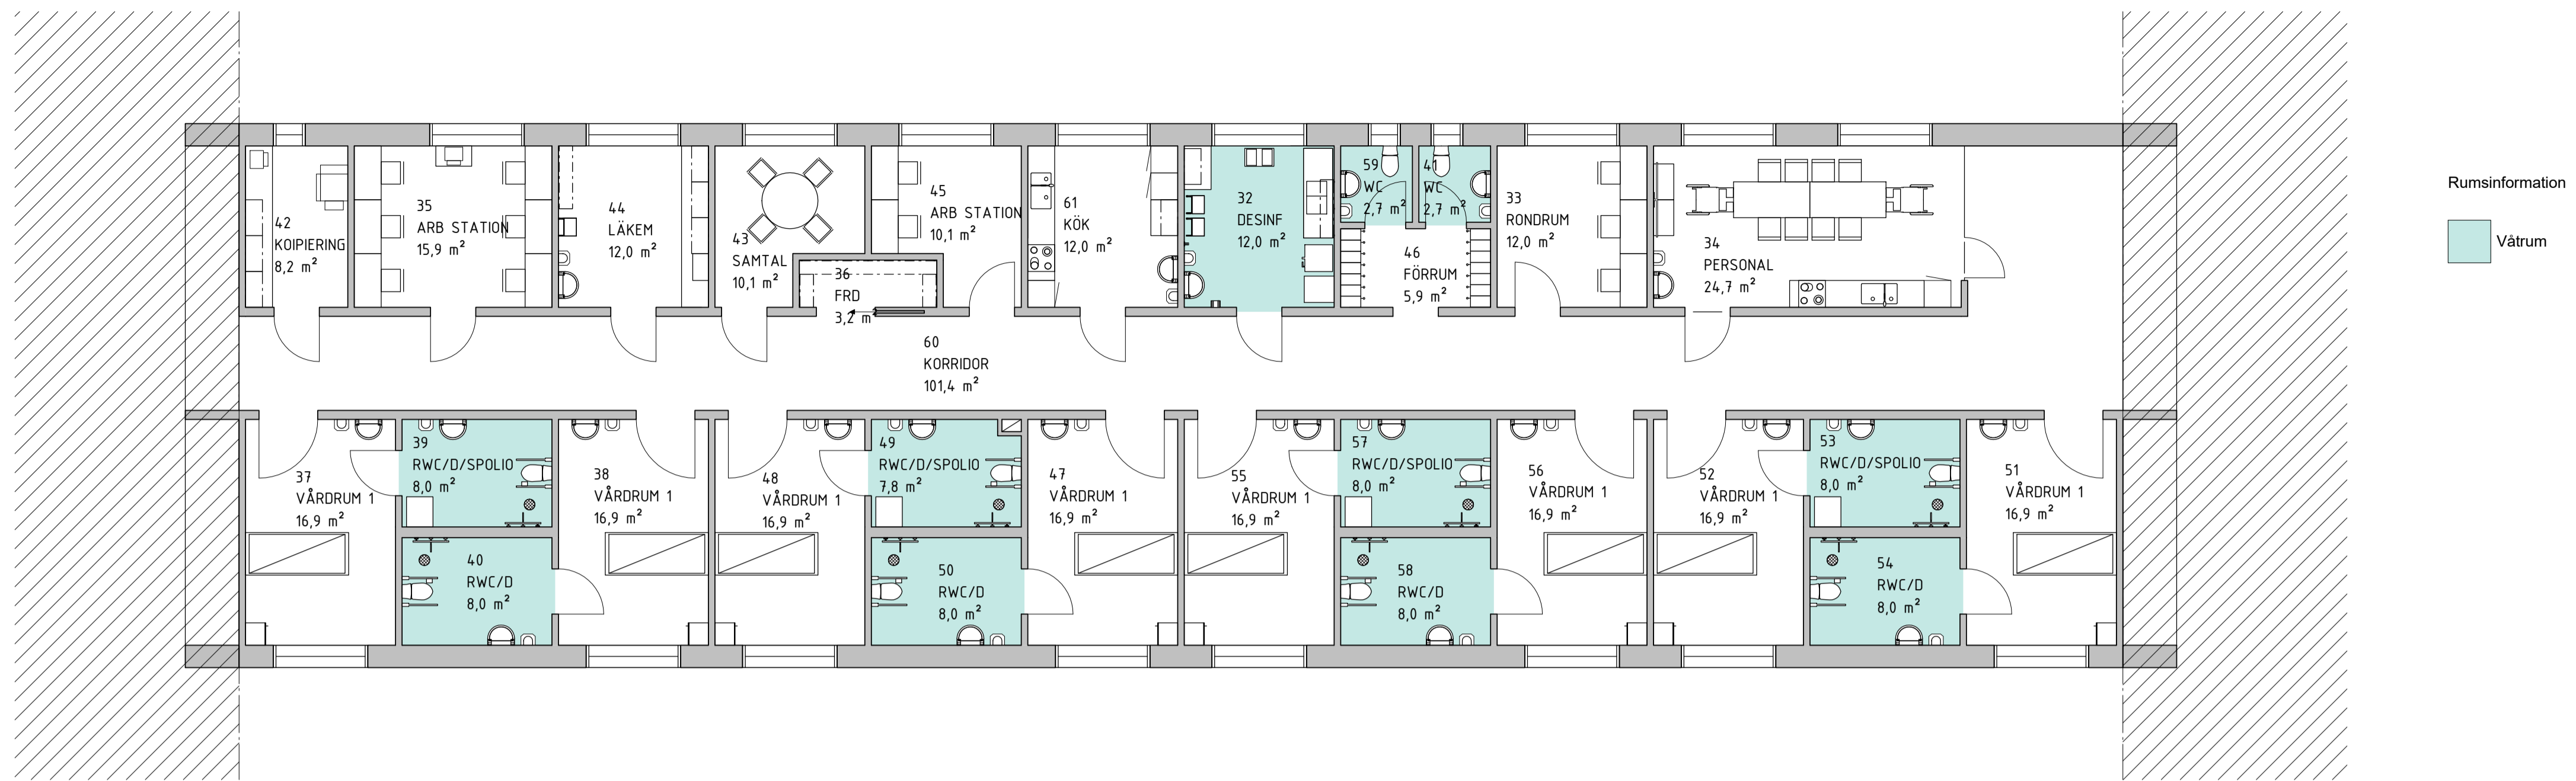 42
KOIPIERING
8,2 m²
35
ARB STATION
15,9 m²
44
LÄKEM
12,0 m²
43
SAMTAL
10,1 m²
36
FRD
3,2 m
45
ARB STATION
10,1 m²
61
KÖK
12,0 m²
32
DESINF
12,0 m²
59
WC
2,7 m²
41
WC
2,7 m²
46
FÖRRUM
5,9 m²
33
RONDRUM
12,0 m²
34
PERSONAL
24,7 m²
Rumsinformation
Våtrum
60
KORRIDOR
101,4 m²
37
VÅRDRUM 1
16,9 m²
39
RWC/D/SPOLIO
8,0 m²
40
RWC/D
8,0 m²
38
VÅRDRUM 1
16,9 m²
48
VÅRDRUM 1
16,9 m²
49
RWC/D/SPOLIO
7,8 m²
50
RWC/D
8,0 m²
47
VÅRDRUM 1
16,9 m²
55
VÅRDRUM 1
16,9 m²
57
RWC/D/SPOLIO
8,0 m²
58
RWC/D
8,0 m²
56
VÅRDRUM 1
16,9 m²
52
VÅRDRUM 1
16,9 m²
53
RWC/D/SPOLIO
8,0 m²
54
RWC/D
8,0 m²
51
VÅRDRUM 1
16,9 m²